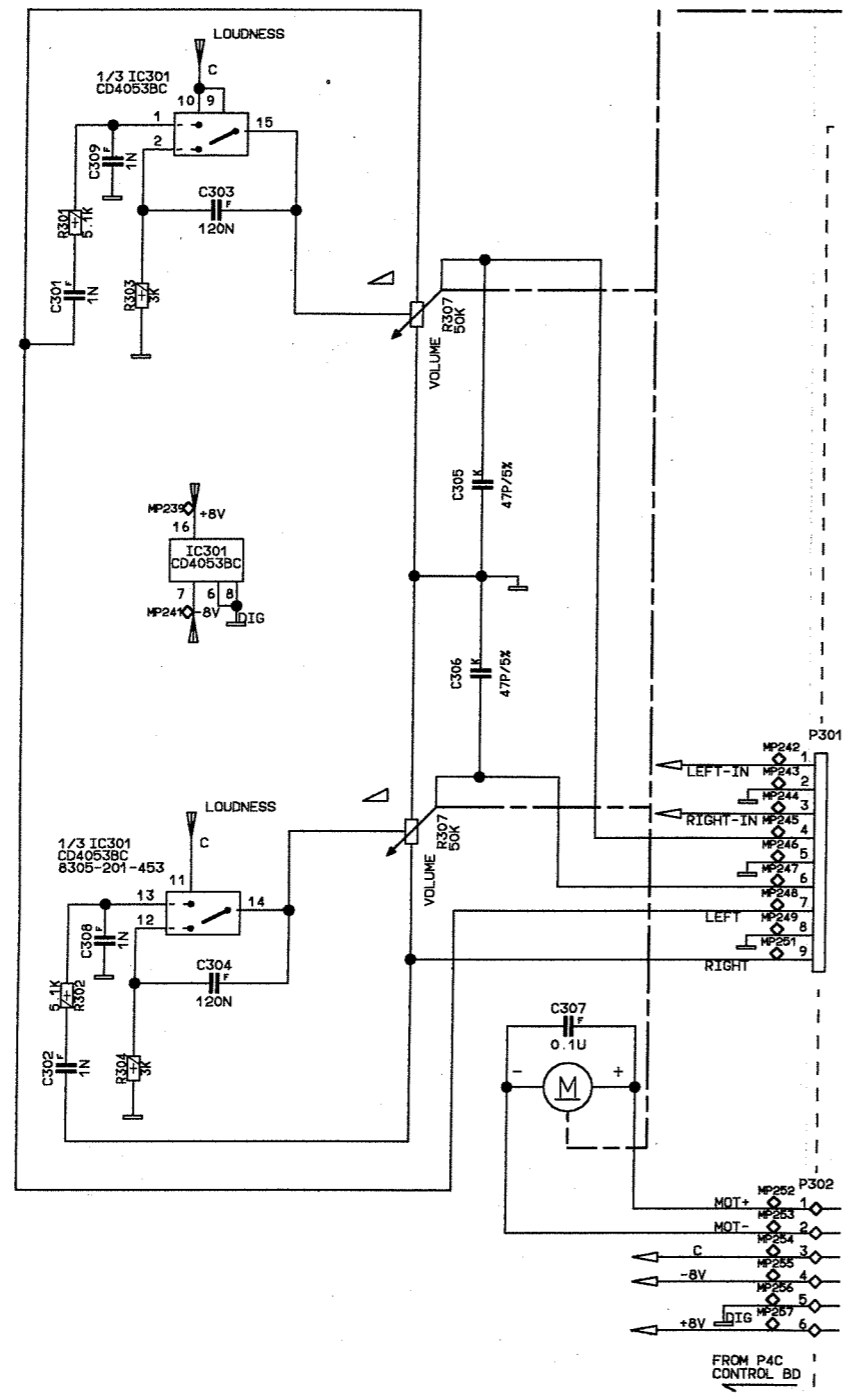 LOUDNESS
C
1/3 IC301
CD4053BC
10 9
1
15
2
C309
F
1N
C303
F
120N
R301
5.1K
C301
F
1N
R303
3K
R307
50K
VOLUME
C305
K
47P/5%
MP239
+8V
16
IC301
CD4053BC
7 6 8
MP241
-8V
DIG
C306
K
47P/5%
P301
MP242
1
LEFT-IN
MP243
2
MP244
3
RIGHT-IN
MP245
4
MP246
5
MP247
6
MP248
7
LEFT
MP249
8
MP251
9
RIGHT
LOUDNESS
C
1/3 IC301
CD4053BC
8305-201-453
11
13
14
12
R307
50K
VOLUME
C308
F
1N
C304
F
120N
5.1K
R302
C302
F
1N
R304
3K
C307
F
0.1U
- M +
P302
MP252
MOT+
1
MP253
MOT-
2
MP254
C
3
MP255
-8V
4
MP256
5
DIG
MP257
+8V
6
FROM P4C
CONTROL BD